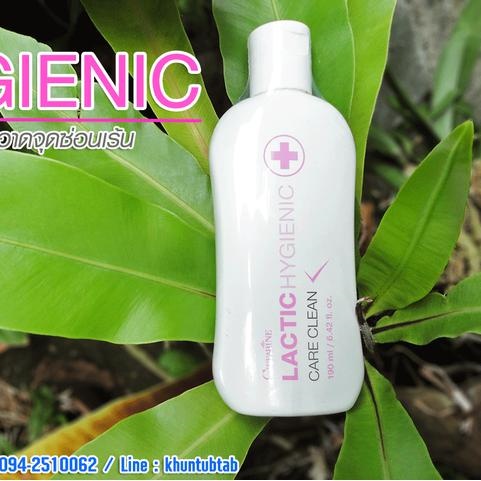 GIENIC
อาดจุดซ่อนเร้น
GIFFARINE
LACTIC HYGIENIC
CARE CLEAN
190 ml / 6.42 fl. oz.
094-2510062 / Line : khuntubtab